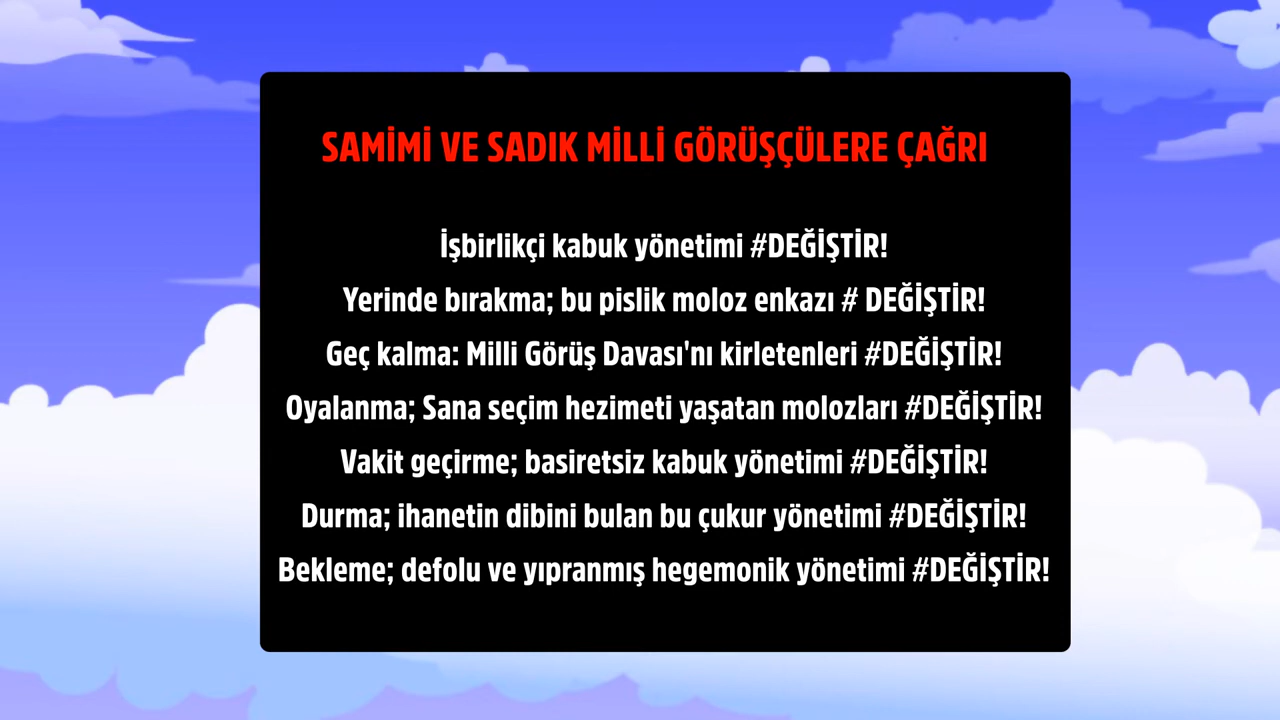 SAMİMİ VE SADIK MİLLİ GÖRÜŞÇÜLERE ÇAĞRI
İşbirlikçi kabuk yönetimi #DEĞİŞTİR!
Yerinde bırakma; bu pislik moloz enkazı # DEĞİŞTİR!
Geç kalma: Milli Görüş Davası'nı kirletenleri #DEĞİŞTİR!
Oyalanma; Sana seçim hezimeti yaşatan molozları #DEĞİŞTİR!
Vakit geçirme; basiretsiz kabuk yönetimi #DEĞİŞTİR!
Durma; ihanetin dibini bulan bu çukur yönetimi #DEĞİŞTİR!
Bekleme; defolu ve yıpranmış hegemonik yönetimi #DEĞİŞTİR!